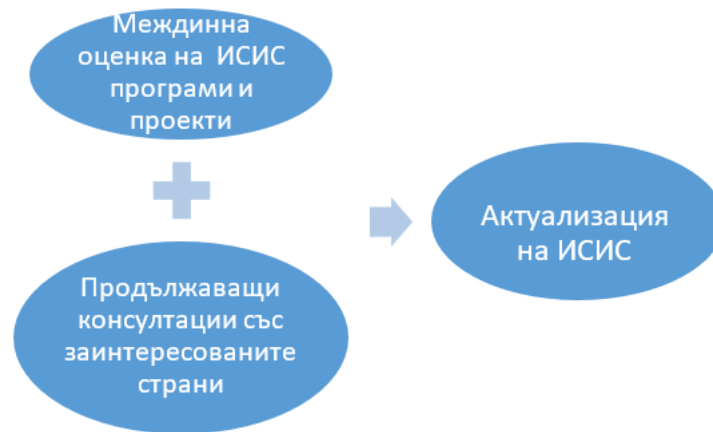 Междинна
оценка на ИСИС
програми и
проекти
Продължаващи
консултации със
заинтересованите
страни
Актуализация
на ИСИС